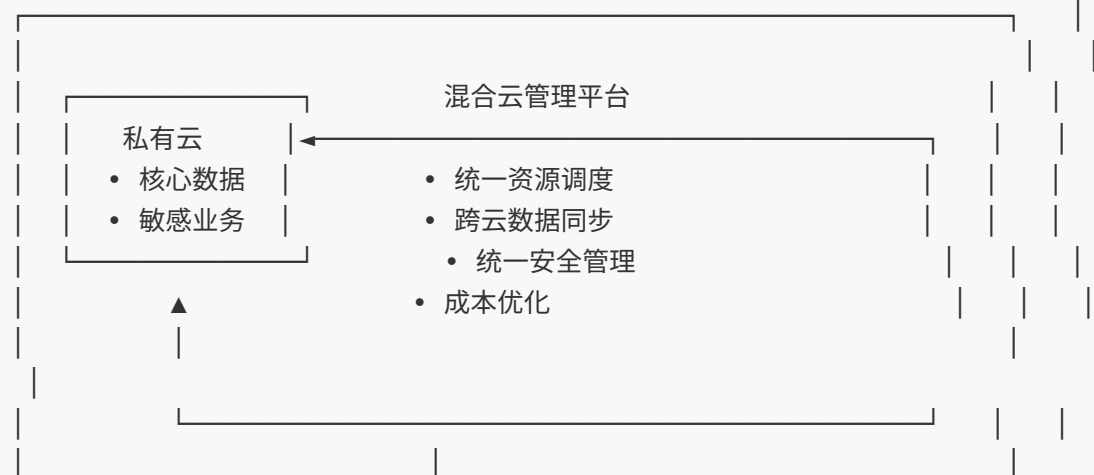 混合云管理平台
私有云
• 核心数据 • 统一资源调度
• 敏感业务 • 跨云数据同步
• 统一安全管理
• 成本优化